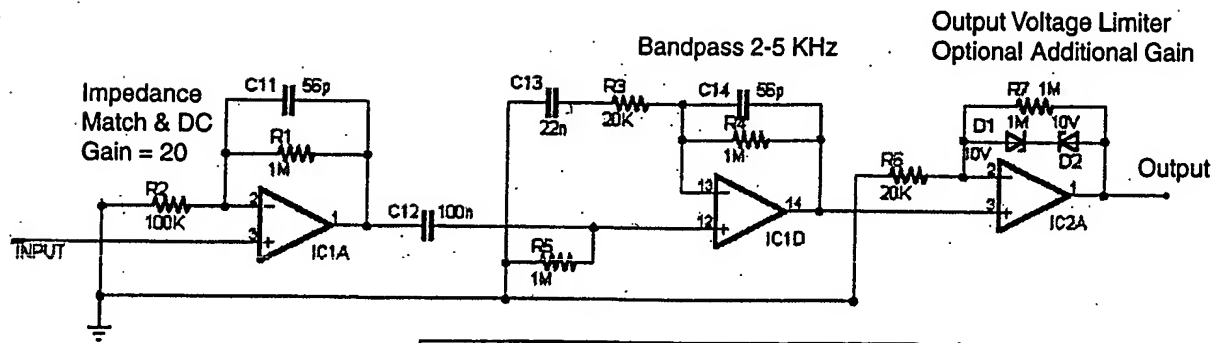 Output Voltage Limiter
Optional Additional Gain
Bandpass 2-5 KHz
Impedance
Match & DC
Gain = 20
C11 56p
R1
1M
R2
100K
2
3
1
IC1A
INPUT
C12 100n
C13
22n
R3
20K
C14 56p
R4
1M
13
12
14
IC1D
R5
1M
R6
20K
R7 1M
D1 1M 10V
10V
D2
2
3
1
IC2A
Output